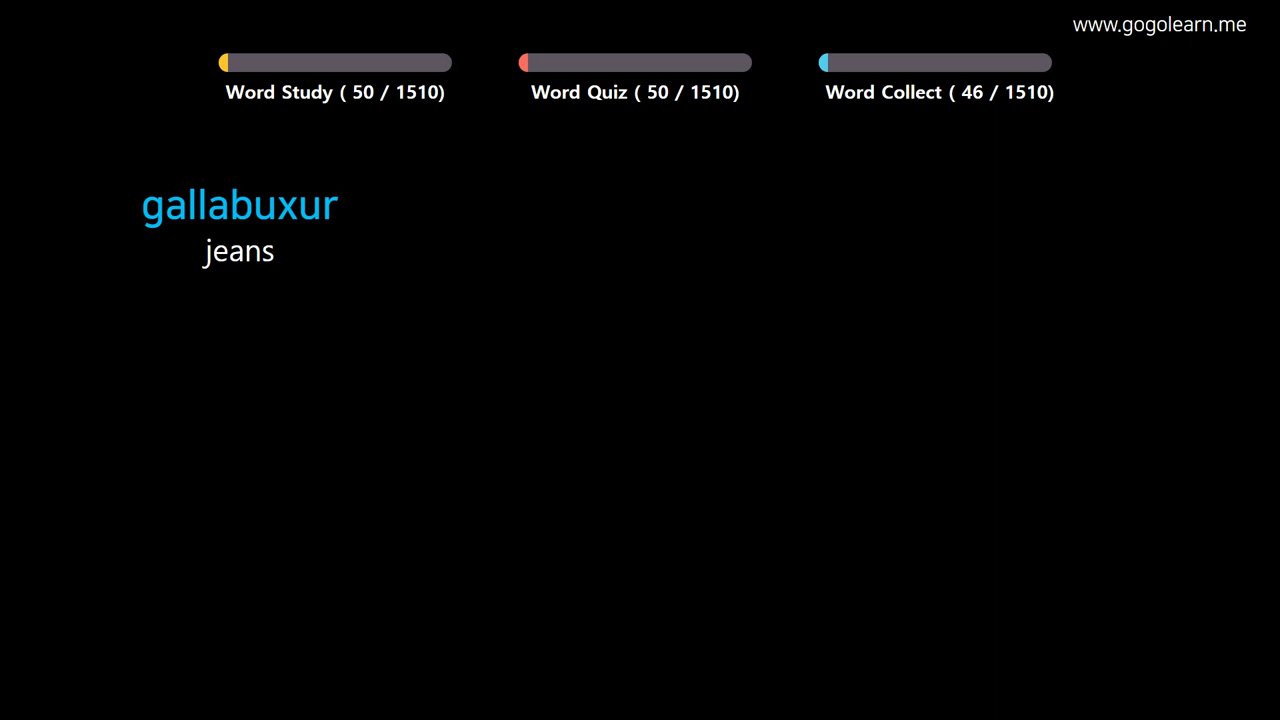 www.gogolearn.me
Word Study ( 50 / 1510)
Word Quiz ( 50 / 1510)
Word Collect ( 46 / 1510)
gallabuxur
jeans